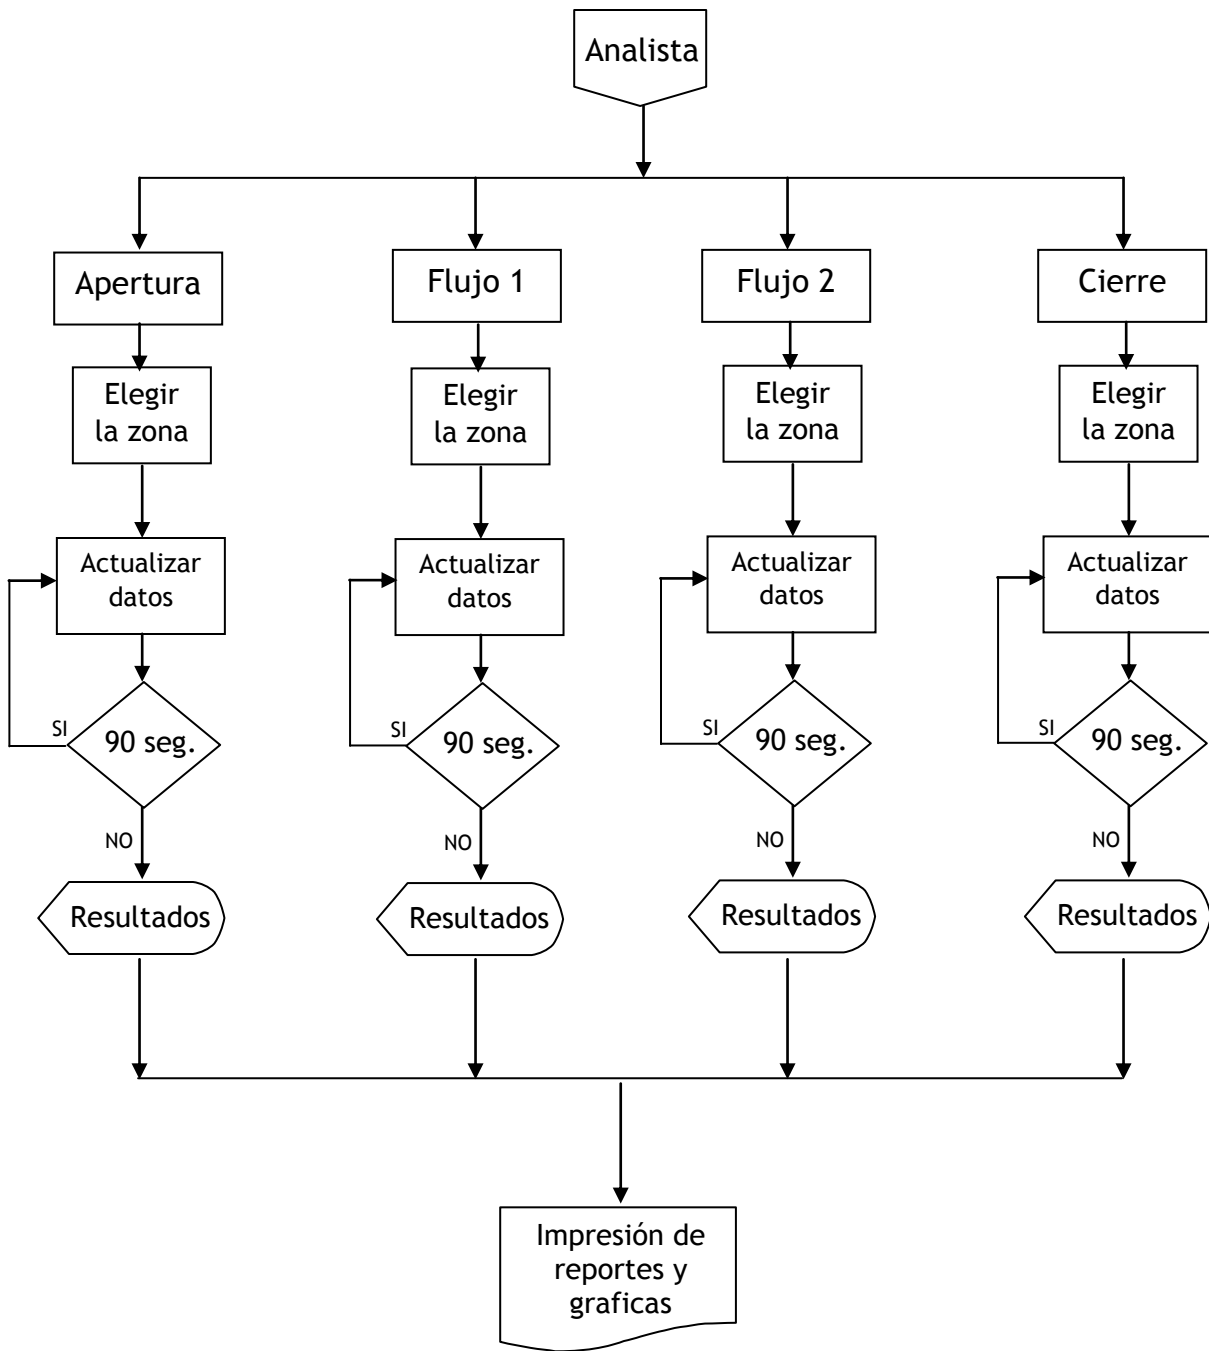 Analista
Apertura
Flujo 1
Flujo 2
Cierre
Elegir
la zona
Elegir
la zona
Elegir
la zona
Elegir
la zona
Actualizar
datos
Actualizar
datos
Actualizar
datos
Actualizar
datos
SI
90 seg.
SI
90 seg.
SI
90 seg.
SI
90 seg.
NO
NO
NO
NO
Resultados
Resultados
Resultados
Resultados
Impresión de
reportes y
graficas